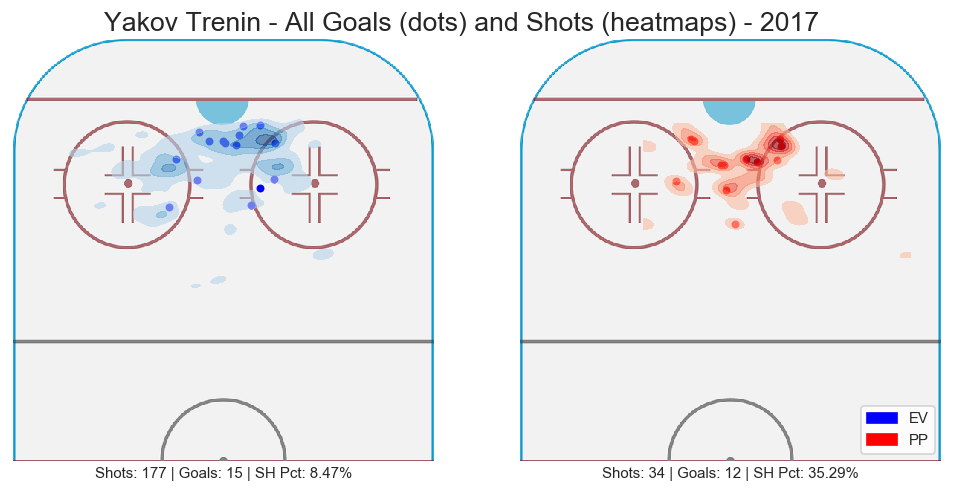 Yakov Trenin - All Goals (dots) and Shots (heatmaps) - 2017
EV
PP
Shots: 177 | Goals: 15 | SH Pct: 8.47%
Shots: 34 | Goals: 12 | SH Pct: 35.29%